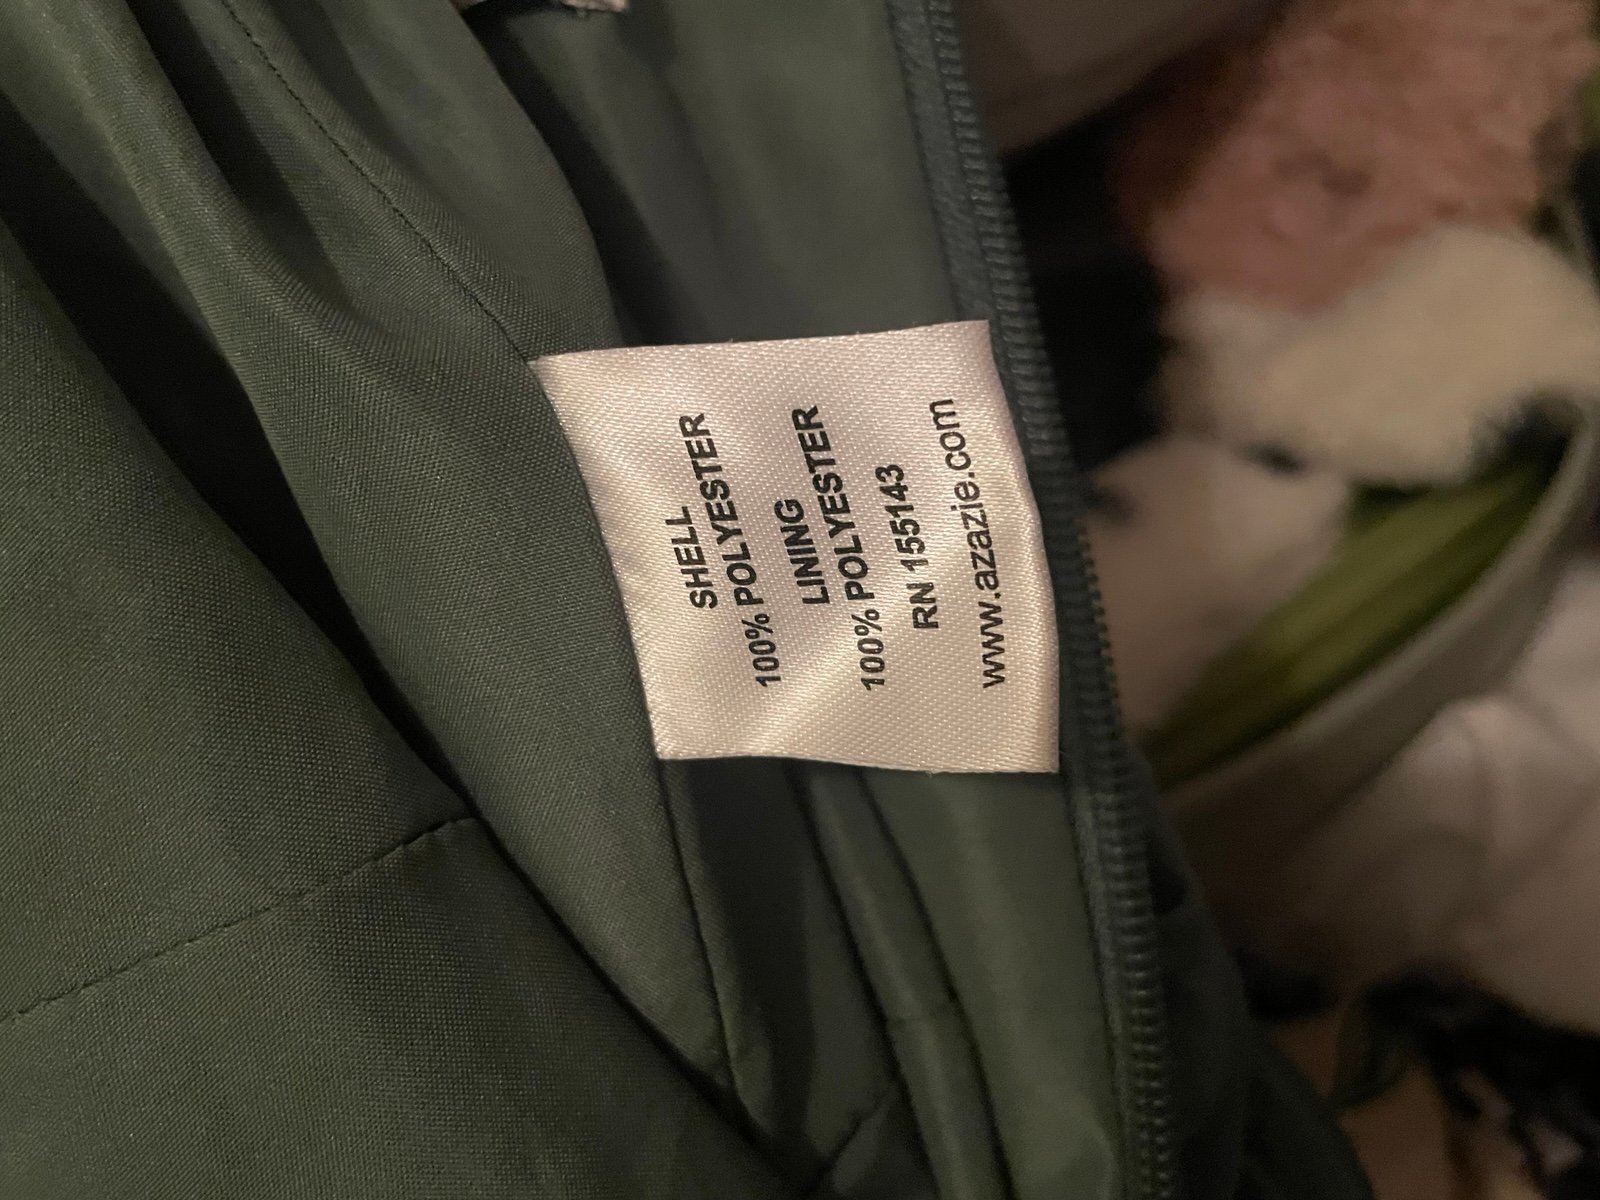 SHELL
100% POLYESTER
LINING
100% POLYESTER
RN 155143
www.azazie.com